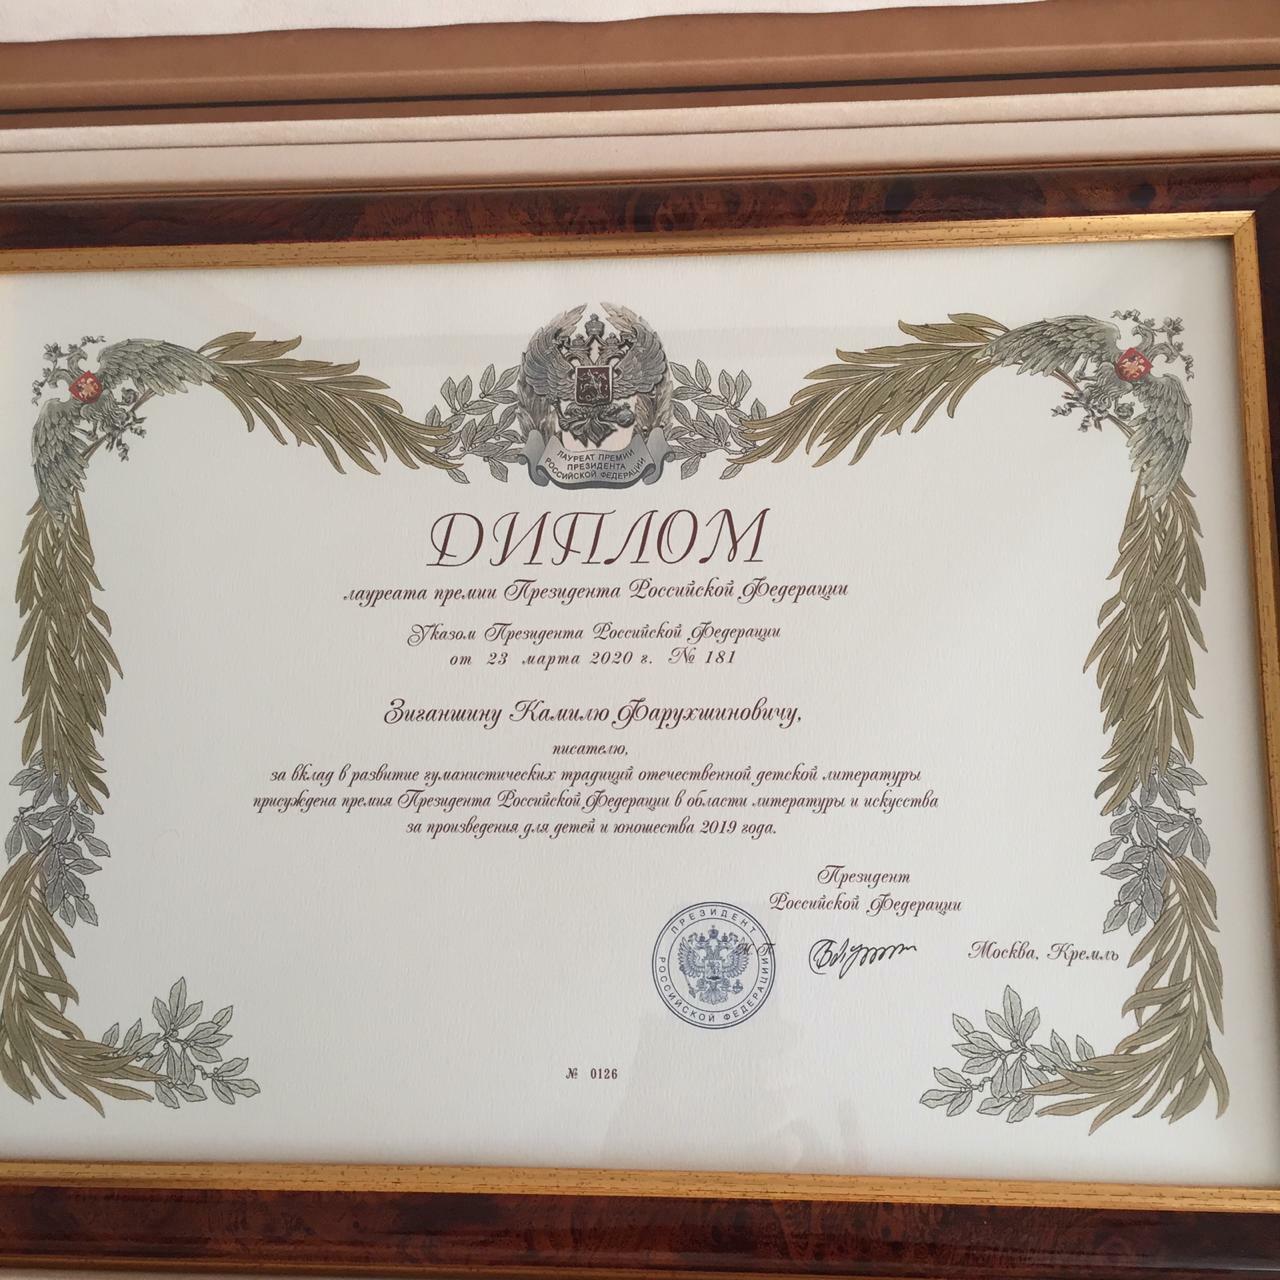 ЛАУРЕАТ ПРЕМИИ
ПРЕЗИДЕНТА
РОССИЙСКОЙ ФЕДЕРАЦИИ
ДИПЛОМ
лауреата премии Президента Российской Федерации
Указом Президента Российской Федерации
от 23 марта 2020 г. № 181
Зиганшину Камилю Фарухшиновичу,
писателю,
за вклад в развитие гуманистических традиций отечественной детской литературы
присуждена премия Президента Российской Федерации в области литературы и искусства
за произведения для детей и юношества 2019 года.
Президент
Российской Федерации
М. П.
Москва, Кремль
ПРЕЗИДЕНТ
РОССИЙСКОЙ ФЕДЕРАЦИИ
№ 0126